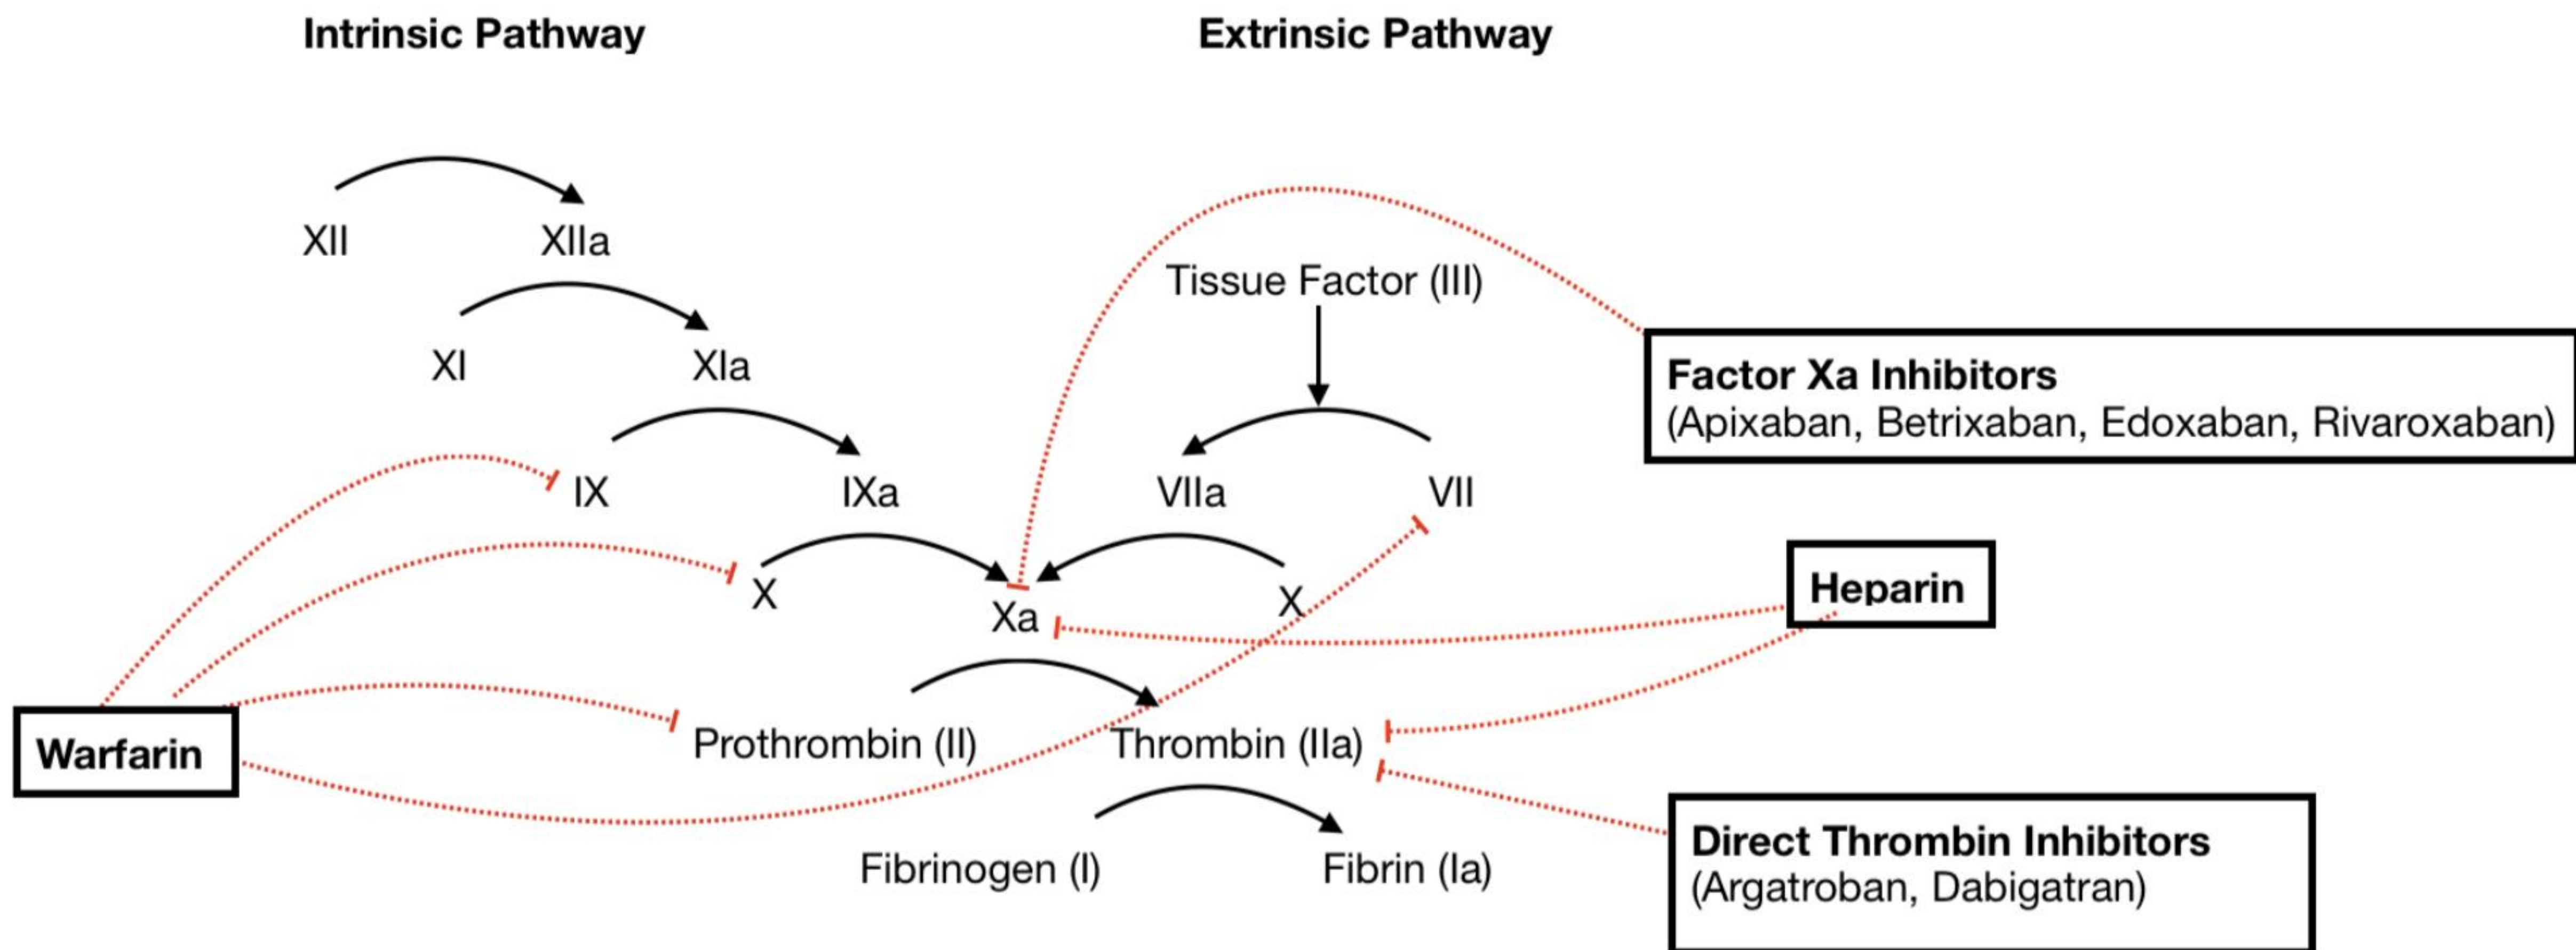 Intrinsic Pathway
Extrinsic Pathway
XII
XIIa
Tissue Factor (III)
XI
XIa
Factor Xa Inhibitors
(Apixaban, Betrixaban, Edoxaban, Rivaroxaban)
IX
IXa
VIIa
VII
X
Xa
X
Heparin
Warfarin
Prothrombin (II)
Thrombin (IIa)
Fibrinogen (I)
Fibrin (Ia)
Direct Thrombin Inhibitors
(Argatroban, Dabigatran)